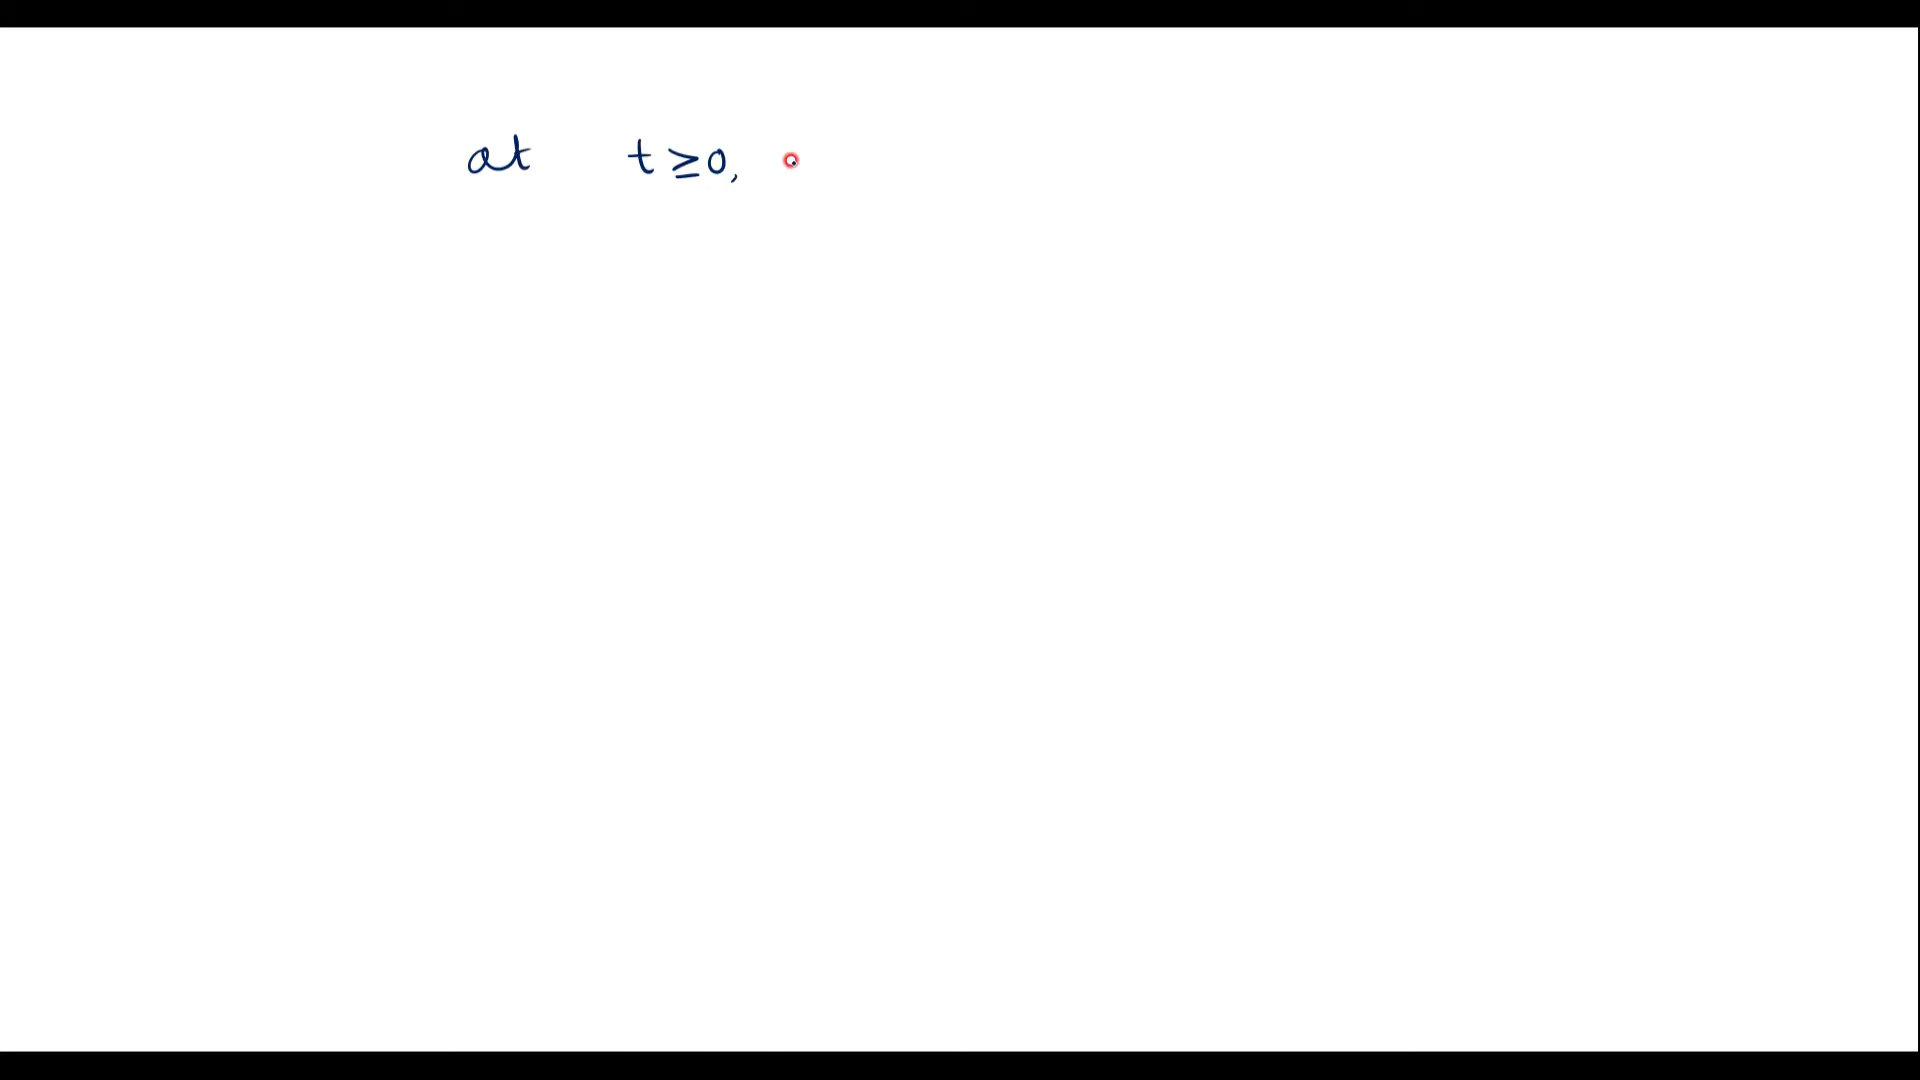 at t ≥ 0,